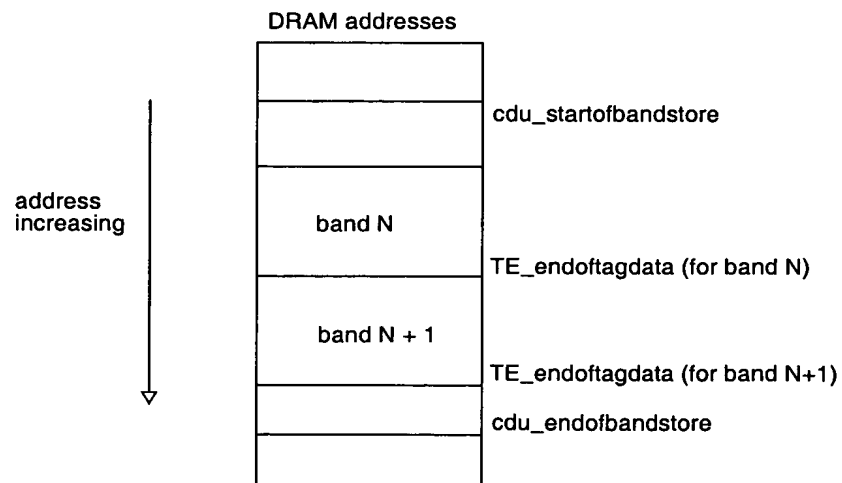 DRAM addresses
cdu_startofbandstore
address
increasing
band N
TE_endoftagdata (for band N)
band N + 1
TE_endoftagdata (for band N+1)
cdu_endofbandstore